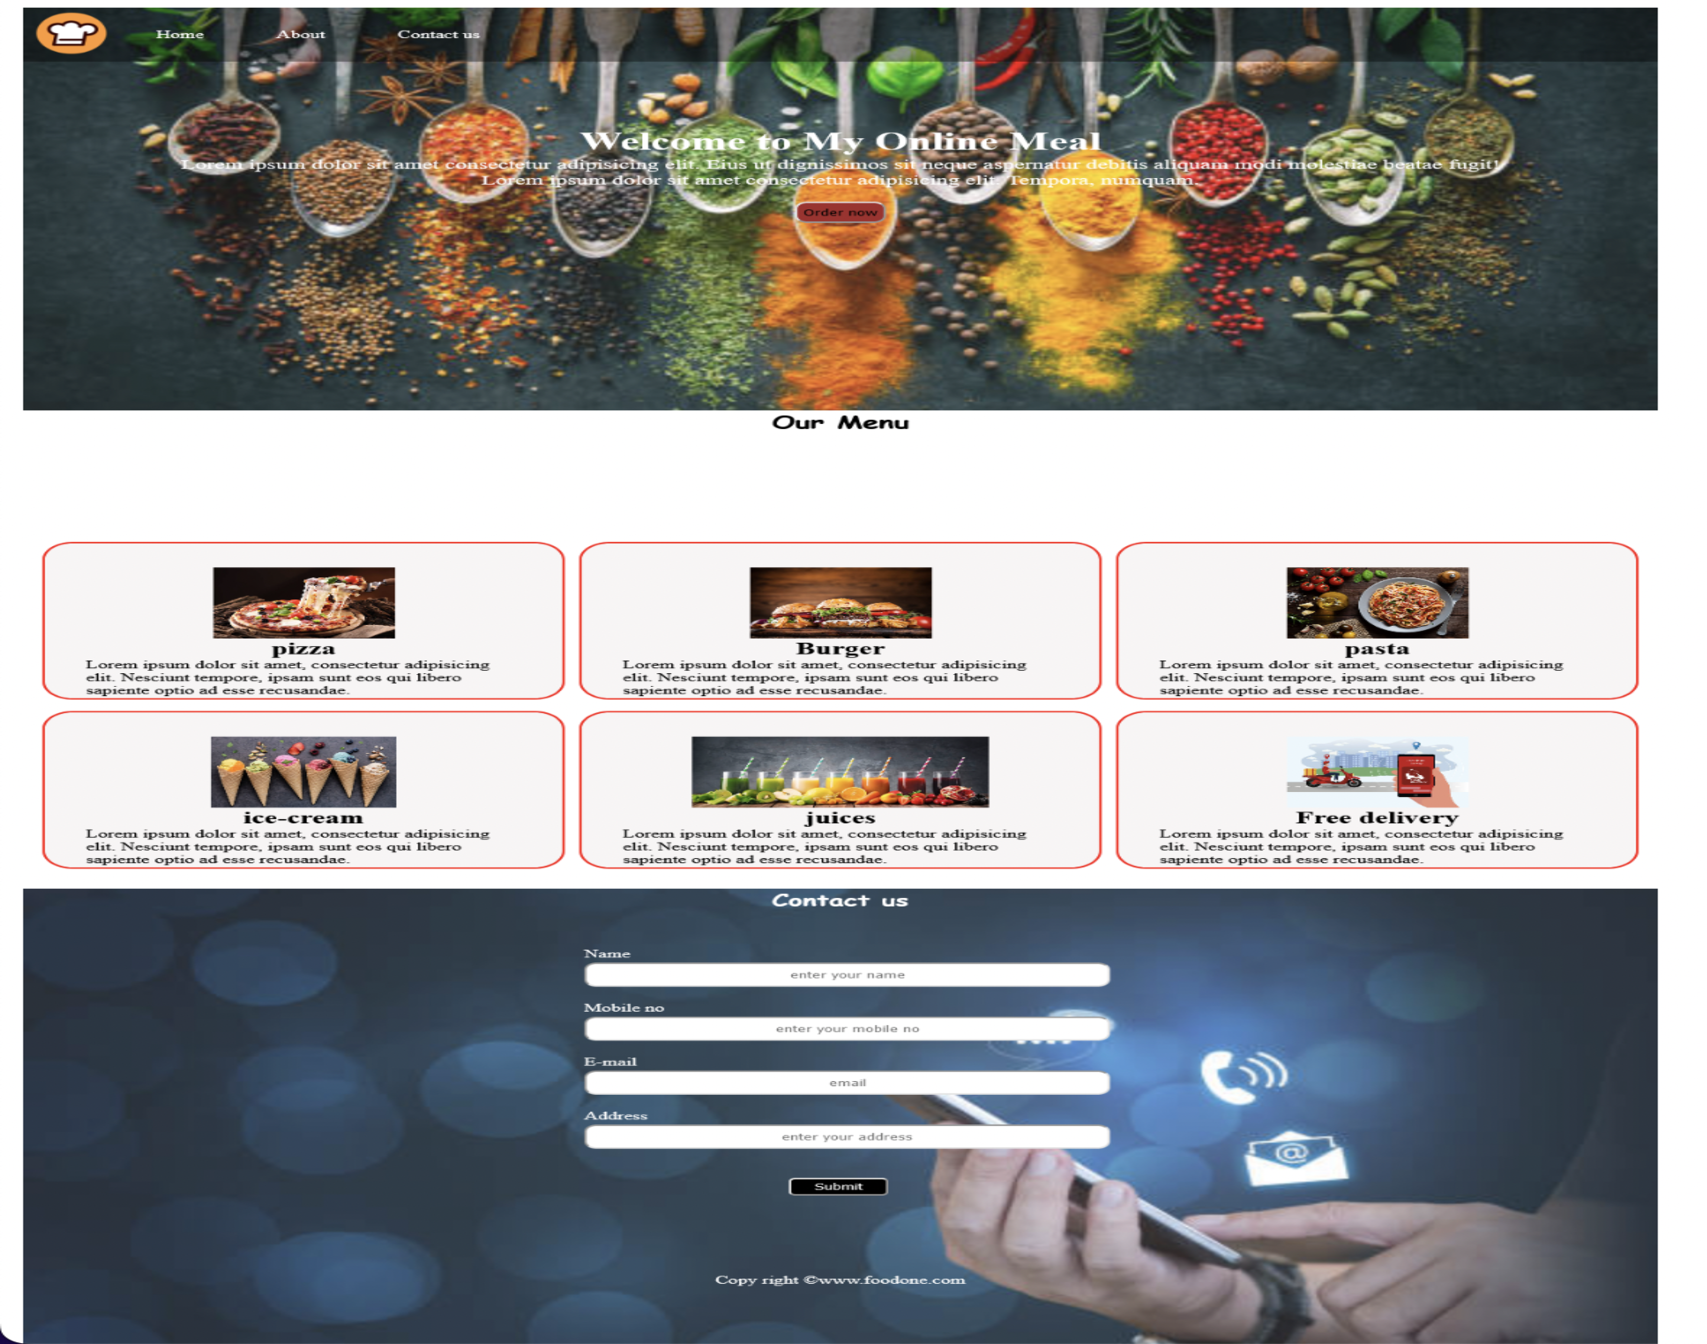 Home About Contact us
Welcome to My Online Meal
Lorem ipsum dolor sit amet consectetur adipisicing elit. Eius ut dignissimos sit neque aspernatur debitis aliquam modi molestiae beatae fugit!
Lorem ipsum dolor sit amet consectetur adipisicing elit. Tempora, numquam.
Order now
Our Menu
pizza
Lorem ipsum dolor sit amet, consectetur adipisicing
elit. Nesciunt tempore, ipsam sunt eos qui libero
sapiente optio ad esse recusandae.
Burger
Lorem ipsum dolor sit amet, consectetur adipisicing
elit. Nesciunt tempore, ipsam sunt eos qui libero
sapiente optio ad esse recusandae.
pasta
Lorem ipsum dolor sit amet, consectetur adipisicing
elit. Nesciunt tempore, ipsam sunt eos qui libero
sapiente optio ad esse recusandae.
ice-cream
Lorem ipsum dolor sit amet, consectetur adipisicing
elit. Nesciunt tempore, ipsam sunt eos qui libero
sapiente optio ad esse recusandae.
juices
Lorem ipsum dolor sit amet, consectetur adipisicing
elit. Nesciunt tempore, ipsam sunt eos qui libero
sapiente optio ad esse recusandae.
Free delivery
Lorem ipsum dolor sit amet, consectetur adipisicing
elit. Nesciunt tempore, ipsam sunt eos qui libero
sapiente optio ad esse recusandae.
Contact us
Name
enter your name
Mobile no
enter your mobile no
E-mail
email
Address
enter your address
Submit
Copy right ©www.foodone.com